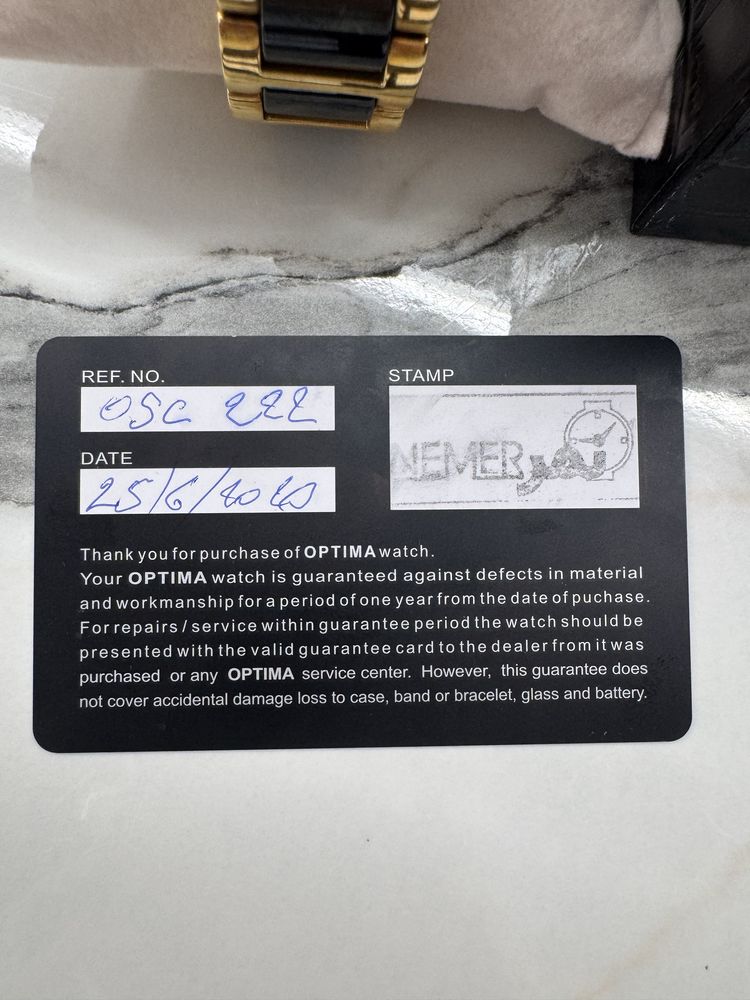 REF. NO.
OSC 222
DATE
25/6/2020
STAMP
NEMER نمر
Thank you for purchase of OPTIMA watch.
Your OPTIMA watch is guaranteed against defects in material
and workmanship for a period of one year from the date of puchase.
For repairs / service within guarantee period the watch should be
presented with the valid guarantee card to the dealer from it was
purchased or any OPTIMA service center. However, this guarantee does
not cover accidental damage loss to case, band or bracelet, glass and battery.